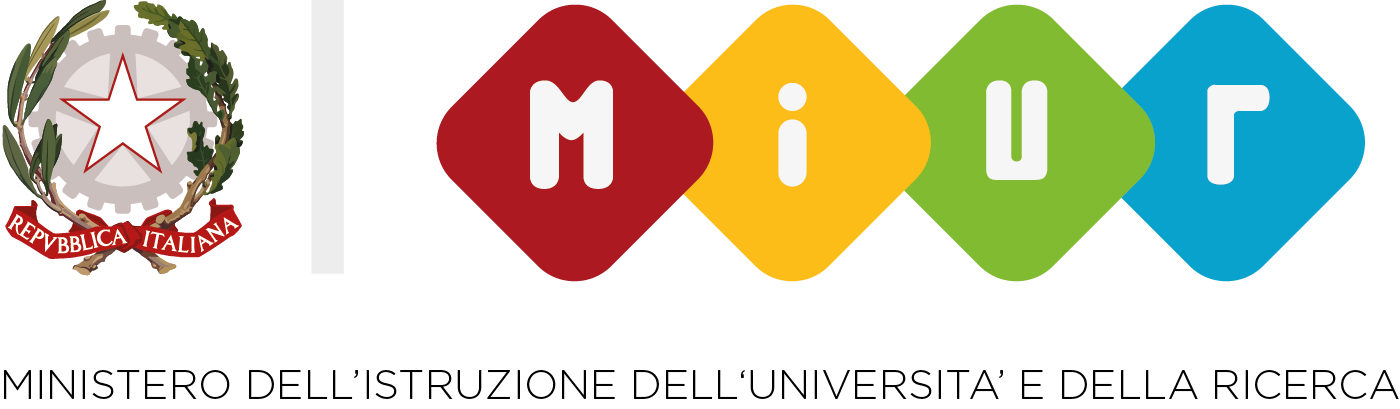 REPVBBLICA ITALIANA
MiUr
MINISTERO DELL’ISTRUZIONE DELL‘UNIVERSITA’ E DELLA RICERCA